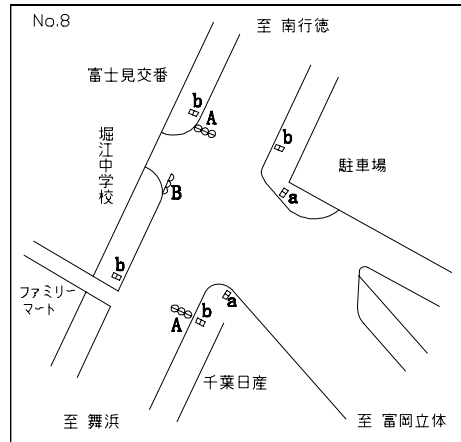 No.8
至 南行徳
富士見交番
b
A
堀江中学校
b
駐車場
a
B
b
ファミリー
マート
a
A
b
千葉日産
至 舞浜
至 富岡立体